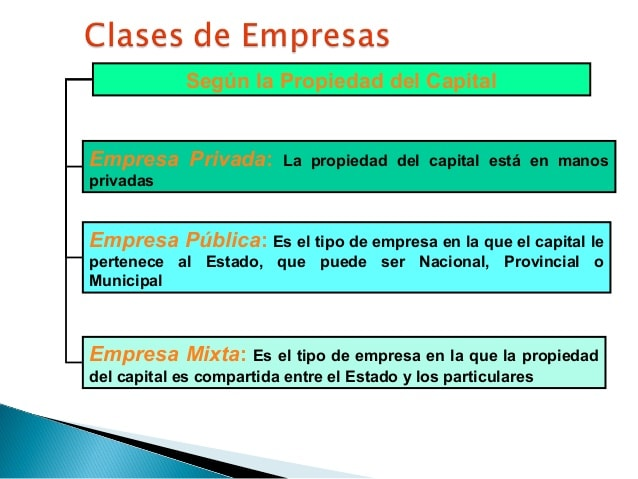 Clases de Empresas
Según la Propiedad del Capital
Empresa Privada: La propiedad del capital está en manos
privadas
Empresa Pública: Es el tipo de empresa en la que el capital le
pertenece al Estado, que puede ser Nacional, Provincial o
Municipal
Empresa Mixta: Es el tipo de empresa en la que la propiedad
del capital es compartida entre el Estado y los particulares